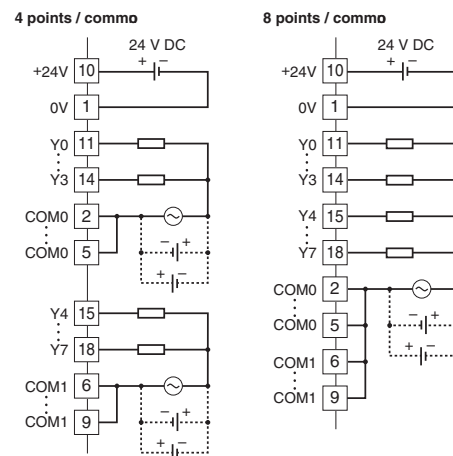 4 points / commo
24 V DC
+ −
+24V 10
0V 1
Y0 11
Y3 14
COM0 2
COM0 5
− +
+ −
Y4 15
Y7 18
COM1 6
COM1 9
− +
+ −
8 points / commo
24 V DC
+ −
+24V 10
0V 1
Y0 11
Y3 14
Y4 15
Y7 18
COM0 2
COM0 5
COM1 6
COM1 9
− +
+ −